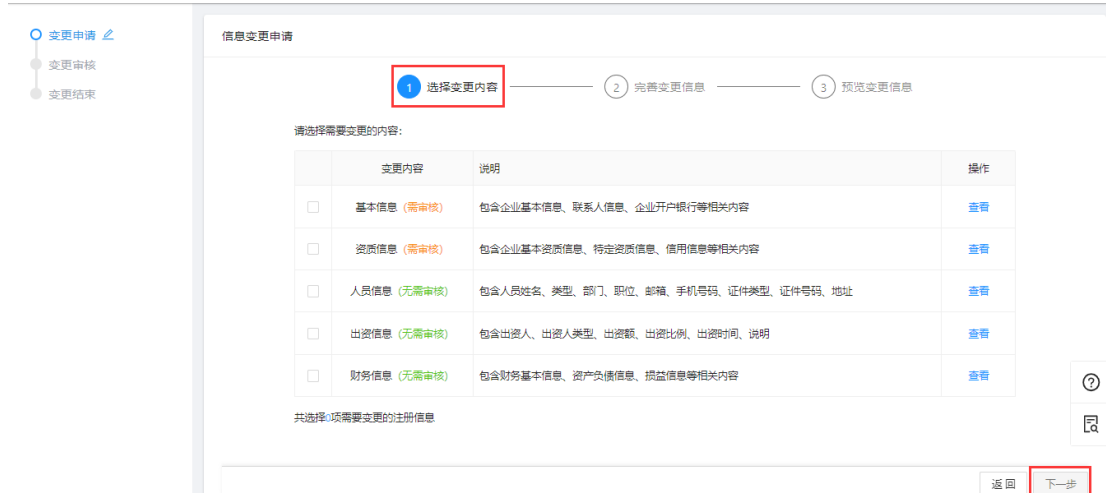 变更申请
变更审核
变更结束
信息变更申请
1 选择变更内容 2 完善变更信息 3 预览变更信息
请选择需要变更的内容:
变更内容 说明 操作
基本信息 (需审核) 包含企业基本信息、联系人信息、企业开户银行等相关内容 查看
资质信息 (需审核) 包含企业基本资质信息、特定资质信息、信用信息等相关内容 查看
人员信息 (无需审核) 包含人员姓名、类型、部门、职位、邮箱、手机号码、证件类型、证件号码、地址 查看
出资信息 (无需审核) 包含出资人、出资人类型、出资额、出资比例、出资时间、说明 查看
财务信息 (无需审核) 包含财务基本信息、资产负债信息、损益信息等相关内容 查看
共选择0项需要变更的注册信息
返回 下一步